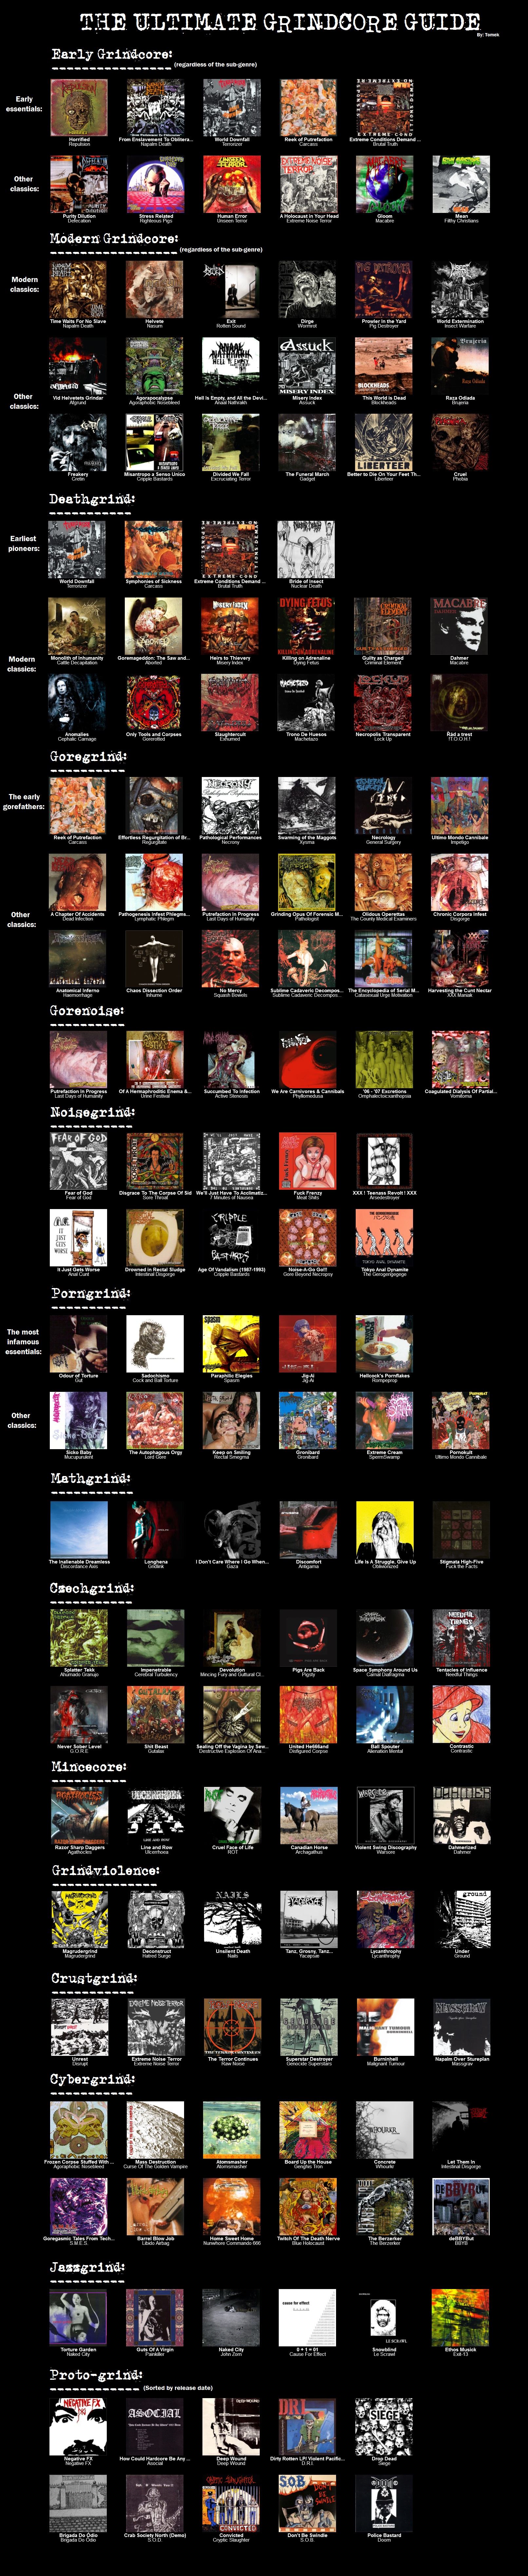 THE ULTIMATE GRINDCORE GUIDE
By: Tomek
Early Grindcore:
(regardless of the sub-genre)
Early essentials:
Horrified
Repulsion
From Enslavement To Oblitera...
Napalm Death
World Downfall
Terrorizer
Reek of Putrefaction
Carcass
Extreme Conditions Demand ...
Brutal Truth
Other classics:
Purity Dilution
Defecation
Stress Related
Righteous Pigs
Human Error
Unseen Terror
A Holocaust in Your Head
Extreme Noise Terror
Gloom
Macabre
Mean
Filthy Christians
Modern Grindcore:
(regardless of the sub-genre)
Modern classics:
Time Waits For No Slave
Napalm Death
Helvete
Nasum
Exit
Rotten Sound
Dirge
Wormrot
Prowler in the Yard
Pig Destroyer
World Extermination
Insect Warfare
Other classics:
Vid Helvetets Grindar
Afgrund
Agorapocalypse
Agoraphobic Nosebleed
Hell Is Empty, and All the Devi...
Anaal Nathrakh
Misery Index
Assuck
This World is Dead
Blockheads
Raza Odiada
Brujeria
Freakery
Cretin
Misantropo a Senso Unico
Cripple Bastards
Divided We Fall
Excruciating Terror
The Funeral March
Gadget
Better to Die On Your Feet Th...
Liberteer
Cruel
Phobia
Deathgrind:
Earliest pioneers:
World Downfall
Terrorizer
Symphonies of Sickness
Carcass
Extreme Conditions Demand ...
Brutal Truth
Bride of Insect
Nuclear Death
Modern classics:
Monolith of Inhumanity
Cattle Decapitation
Goremageddon: The Saw and...
Aborted
Heirs to Thievery
Misery Index
Killing on Adrenaline
Dying Fetus
Guilty as Charged
Criminal Element
Dahmer
Macabre
Anomalies
Cephalic Carnage
Only Tools and Corpses
Gorerotted
Slaughtercult
Exhumed
Trono De Huesos
Machetazo
Necropolis Transparent
Lock Up
Řád a trest
!T.O.O.H.!
Goregrind:
The early gorefathers:
Reek of Putrefaction
Carcass
Effortless Regurgitation of Br...
Regurgitate
Pathological Performances
Necrony
Swarming of the Maggots
Xysma
Necrology
General Surgery
Ultimo Mondo Cannibale
Impetigo
Other classics:
A Chapter Of Accidents
Dead Infection
Pathogenesis Infest Phlegms...
Lymphatic Phlegm
Putrefaction In Progress
Last Days of Humanity
Grinding Opus Of Forensic M...
Pathologist
Olidous Operettas
The County Medical Examiners
Chronic Corpora Infest
Disgorge
Anatomical Inferno
Haemorrhage
Chaos Dissection Order
Inhume
No Mercy
Squash Bowels
Sublime Cadaveric Decompos...
Sublime Cadaveric Decompos...
The Encyclopedia of Serial M...
Catasexual Urge Motivation
Harvesting the Cunt Nectar
XXX Maniak
Gorenoise:
Putrefaction In Progress
Last Days of Humanity
Of A Hermaphroditic Enema &...
Urine Festival
Succumbed To Infection
Active Stenosis
We Are Carnivores & Cannibals
Phyllomedusa
'06 - '07 Excretions
Omphalectocixanthopsia
Coagulated Dialysis Of Partial...
Vomitoma
Noisegrind:
Fear of God
Fear of God
Disgrace To The Corpse Of Sid
Sore Throat
We'll Just Have To Acclimatiz...
7 Minutes of Nausea
Fuck Frenzy
Meat Shits
XXX ! Teenass Revolt ! XXX
Arsedestroyer
It Just Gets Worse
Anal Cunt
Drowned in Rectal Sludge
Intestinal Disgorge
Age Of Vandalism (1987-1993)
Cripple Bastards
Noise-A-Go Go!!!
Gore Beyond Necropsy
Tokyo Anal Dynamite
The Gerogerigegege
Porngrind:
The most infamous essentials:
Odour of Torture
Gut
Sadochismo
Cock and Ball Torture
Paraphilic Elegies
Spasm
Jig-Ai
Jig-Ai
Hellcock's Pornflakes
Rompeprop
Other classics:
Sicko Baby
Mucupurulent
The Autophagous Orgy
Lord Gore
Keep on Smiling
Rectal Smegma
Gronibard
Gronibard
Extreme Cream
SpermSwamp
Pornokult
Ultimo Mondo Cannibale
Mathgrind:
The Inalienable Dreamless
Discordance Axis
Longhena
Gridlink
I Don't Care Where I Go When...
Gaza
Discomfort
Antigama
Life Is A Struggle, Give Up
Oblivionized
Stigmata High-Five
Fuck the Facts
Czechgrind:
Splatter Tekk
Ahumado Granujo
Impenetrable
Cerebral Turbulency
Devolution
Mincing Fury and Guttural Cl...
Pigs Are Back
Pigsty
Space Symphony Around Us
Carnal Diafragma
Tentacles of Influence
Needful Things
Never Sober Level
G.O.R.E
Shit Beast
Gutalax
Sealing Off the Vagina by Sew...
Destructive Explosion Of Ana...
Disfigured Corpse
Ball Spouter
Alienation Mental
Contrastic
Contrastic
Mincecore:
Razor Sharp Daggers
Agathocles
Line and Row
Ulcerrhoea
Cruel Face of Life
ROT
Canadian Horse
Archagathus
Violent Swing Discography
Warsore
Dahmerized
Dahmer
Grindviolence:
Magrudergrind
Magrudergrind
Deconstruct
Hatred Surge
Unsilent Death
Nails
Tanz, Grosny, Tanz...
Yacøpsæ
Lycanthrophy
Lycanthrophy
Under
Ground
Crustgrind:
Unrest
Disrupt
Extreme Noise Terror
Extreme Noise Terror
The Terror Continues
Raw Noise
Superstar Destroyer
Genocide Superstars
Burninhell
Malignant Tumour
Napalm Over Stureplan
Massgrav
Cybergrind:
Frozen Corpse Stuffed With ...
Agoraphobic Nosebleed
Mass Destruction
Curse Of The Golden Vampire
Atomsmasher
Atomsmasher
Board Up the House
Genghis Tron
Concrete
Whourkr
Let Them In
Intestinal Disgorge
Goregasmic Tales From Tech...
S.M.E.S.
Barrel Blow Job
Libido Airbag
Home Sweet Home
Nunwhore Commando 666
Twitch Of The Death Nerve
Blue Holocaust
The Berzerker
The Berzerker
deBBYBut
BBYB
Jazzgrind:
Torture Garden
Naked City
Guts Of A Virgin
Painkiller
Naked City
John Zorn
0 + 1 = 01
Cause For Effect
Snowblind
Le Scrawl
Ethos Musick
Exit-13
Proto-grind:
(Sorted by release date)
Negative FX
Negative FX
How Could Hardcore Be Any ...
Asocial
Deep Wound
Deep Wound
Dirty Rotten LP/ Violent Pacific...
D.R.I.
Drop Dead
Siege
Brigada Do Ódio
Brigada Do Ódio
Crab Society North (Demo)
S.O.D.
Convicted
Cryptic Slaughter
Don't Be Swindle
S.O.B.
Police Bastard
Doom